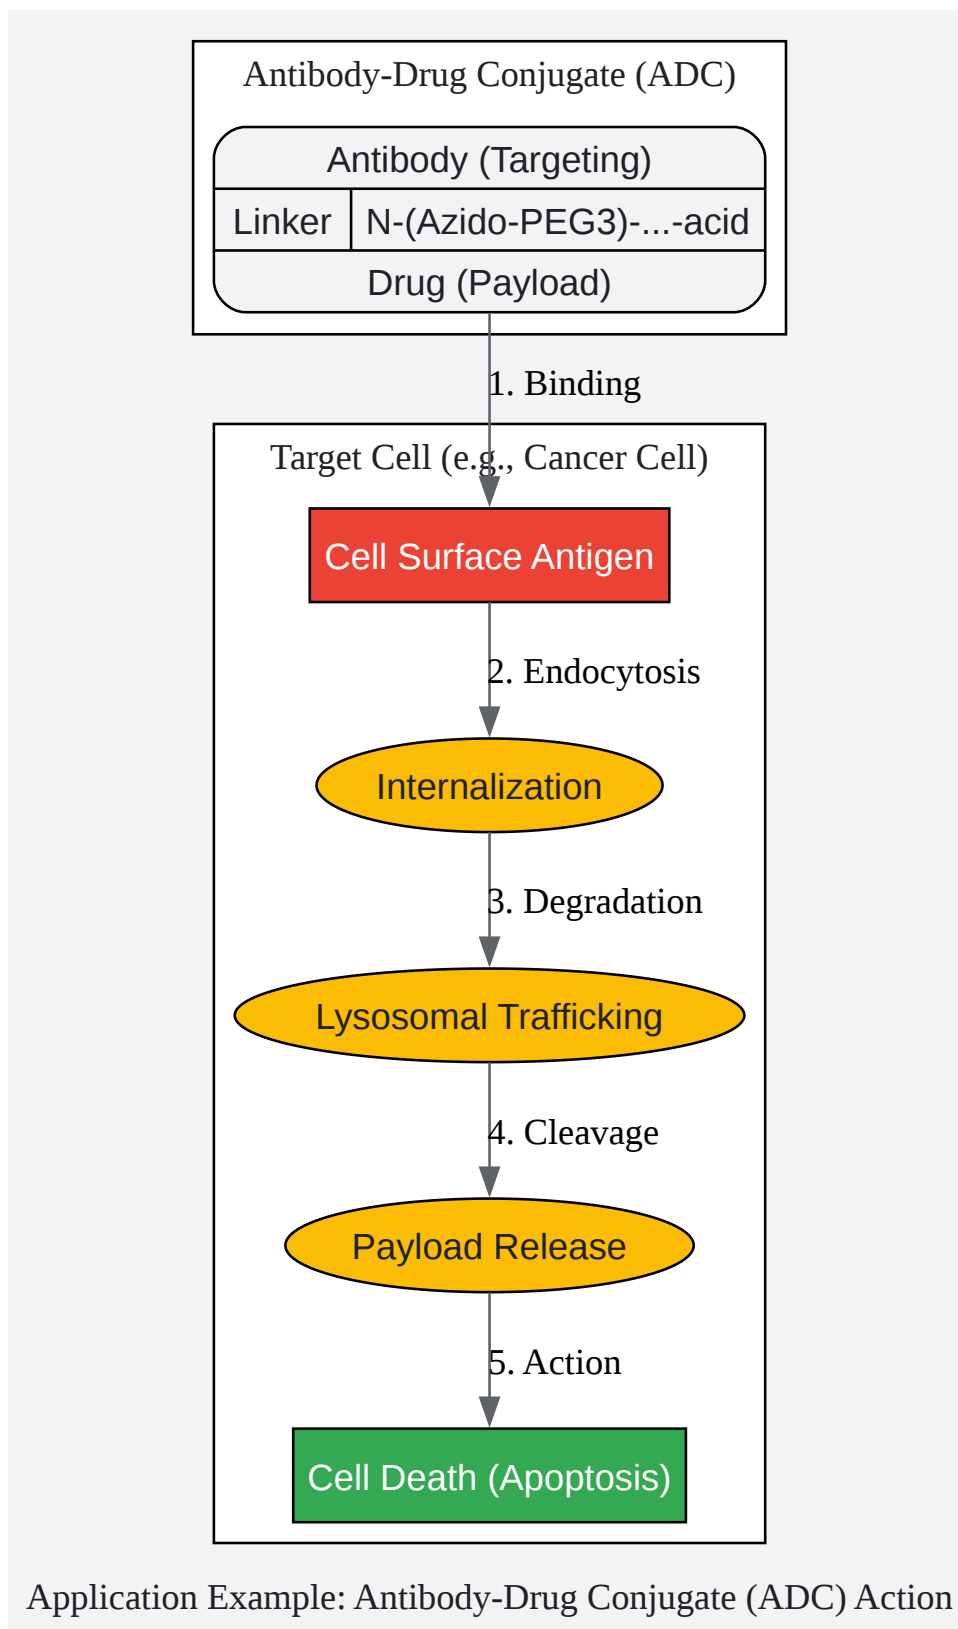 Antibody-Drug Conjugate (ADC)
Antibody (Targeting)
Linker
N-(Azido-PEG3)-...-acid
Drug (Payload)
1. Binding
Target Cell (e.g., Cancer Cell)
Cell Surface Antigen
2. Endocytosis
Internalization
3. Degradation
Lysosomal Trafficking
4. Cleavage
Payload Release
5. Action
Cell Death (Apoptosis)
Application Example: Antibody-Drug Conjugate (ADC) Action